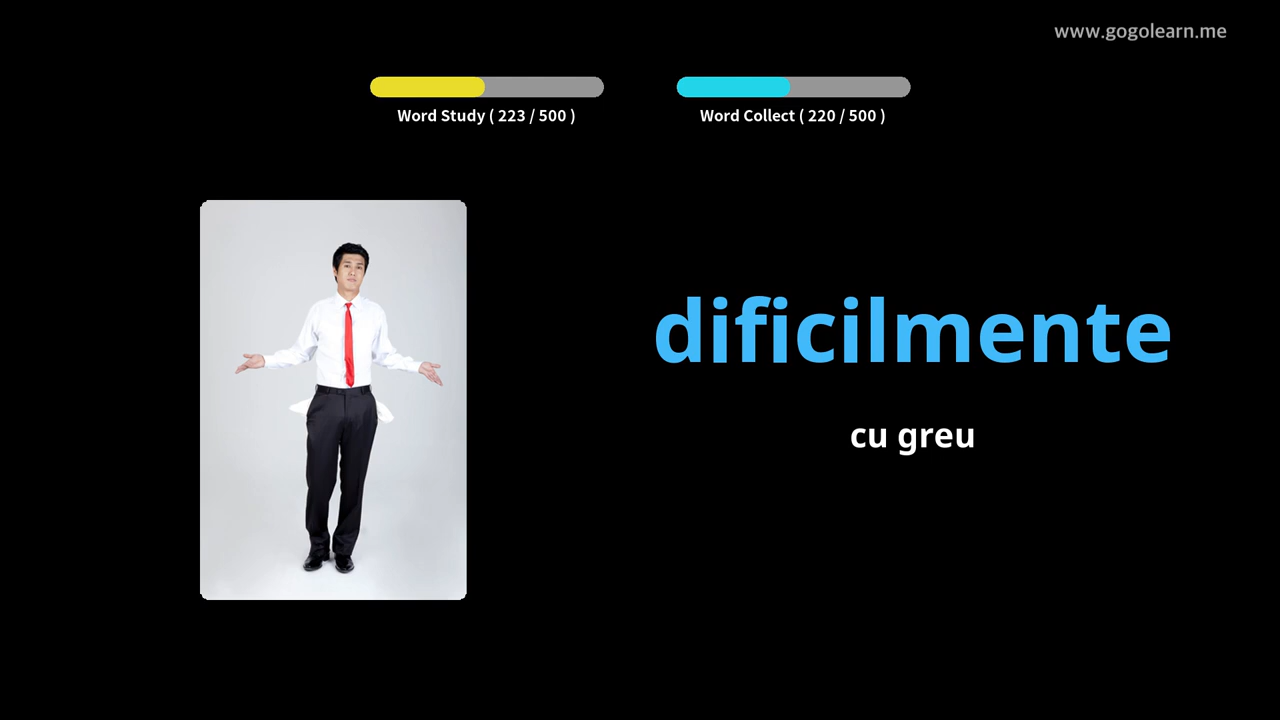 www.gogolearn.me
Word Study ( 223 / 500 )
Word Collect ( 220 / 500 )
dificilmente
cu greu